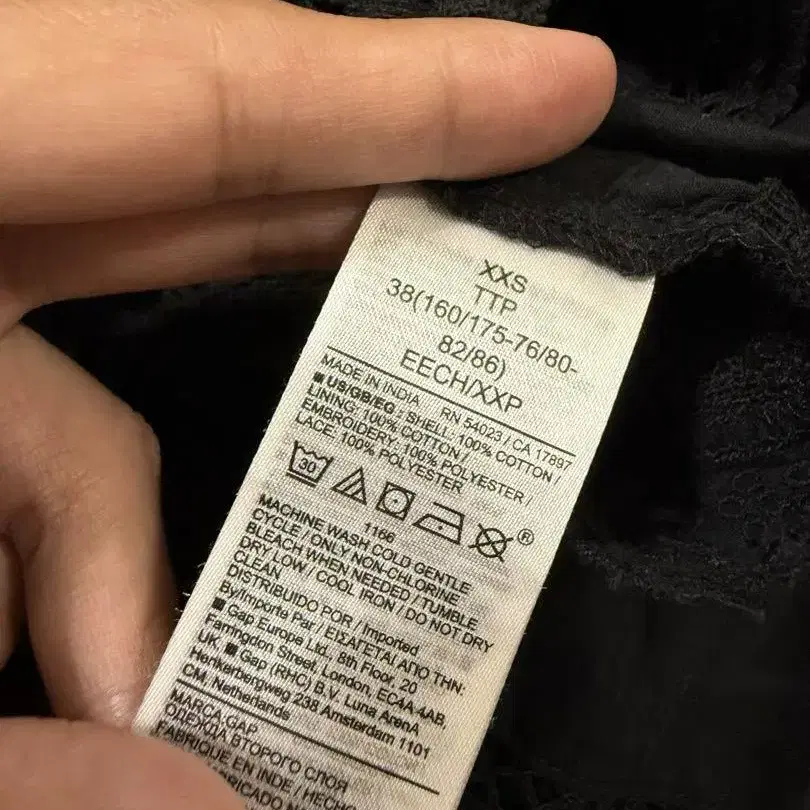 XXS
TTP
38(160/175-76/80-
82/86)
EECH/XXP
MADE IN INDIA RN 54023 / CA 17897
■ US/GB/EG : SHELL: 100% COTTON /
LINING: 100% COTTON /
EMBROIDERY: 100% POLYESTER /
LACE: 100% POLYESTER
30
®
1166
MACHINE WASH COLD GENTLE
CYCLE / ONLY NON-CHLORINE
BLEACH WHEN NEEDED / TUMBLE
DRY LOW / COOL IRON / DO NOT DRY
CLEAN
DISTRIBUIDO POR / Imported
By/Importe Par / ΕΙΣΑΓΕΤΑΙ ΑΠΟ ΤΗΝ:
■ Gap Europe Ltd., 8th Floor, 20
Farringdon Street, London, EC4A 4AB,
UK. ■ Gap (RHC) B.V. Luna ArenA
Henkerbergweg 238 Amsterdam 1101
CM. Netherlands
MARCA:GAP
ОДЕЖДА ВТОРОГО СЛОЯ
FABRIQUE EN INDE / HECHO